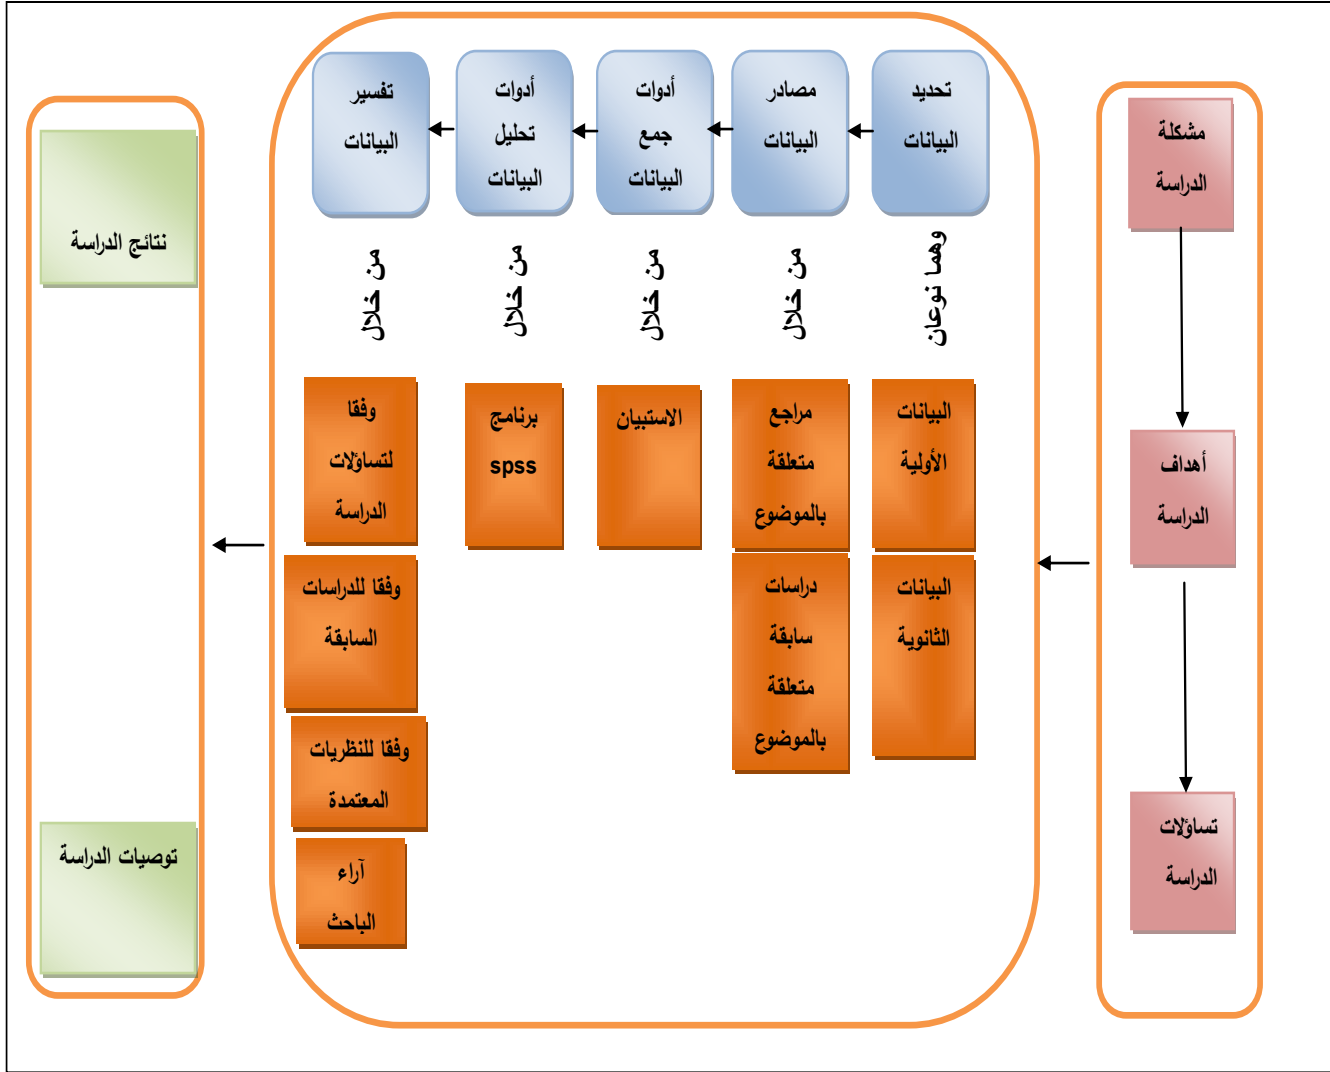 مشكلة
الدراسة
أهداف
الدراسة
تساؤلات
الدراسة
تحديد
البيانات
وهما نوعان
البيانات
الأولية
البيانات
الثانوية
مصادر
البيانات
من خلال
مراجع
متعلقة
بالموضوع
دراسات
سابقة
متعلقة
بالموضوع
أدوات
جمع
البيانات
من خلال
الاستبيان
أدوات
تحليل
البيانات
من خلال
برنامج
spss
تفسير
البيانات
من خلال
وفقا
لتساؤلات
الدراسة
وفقا للدراسات
السابقة
وفقا للنظريات
المعتمدة
آراء
الباحث
نتائج الدراسة
توصيات الدراسة